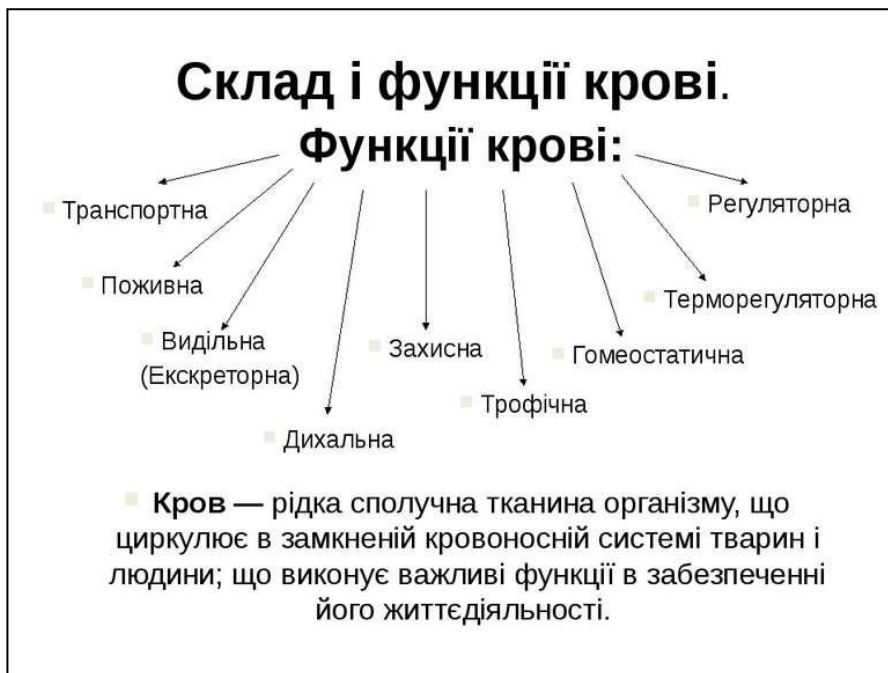 Склад і функції крові.
Функції крові:
Транспортна
Регуляторна
Поживна
Терморегуляторна
Видільна
(Екскреторна)
Захисна
Гомеостатична
Трофічна
Дихальна
Кров — рідка сполучна тканина організму, що
циркулює в замкненій кровоносній системі тварин і
людини; що виконує важливі функції в забезпеченні
його життєдіяльності.